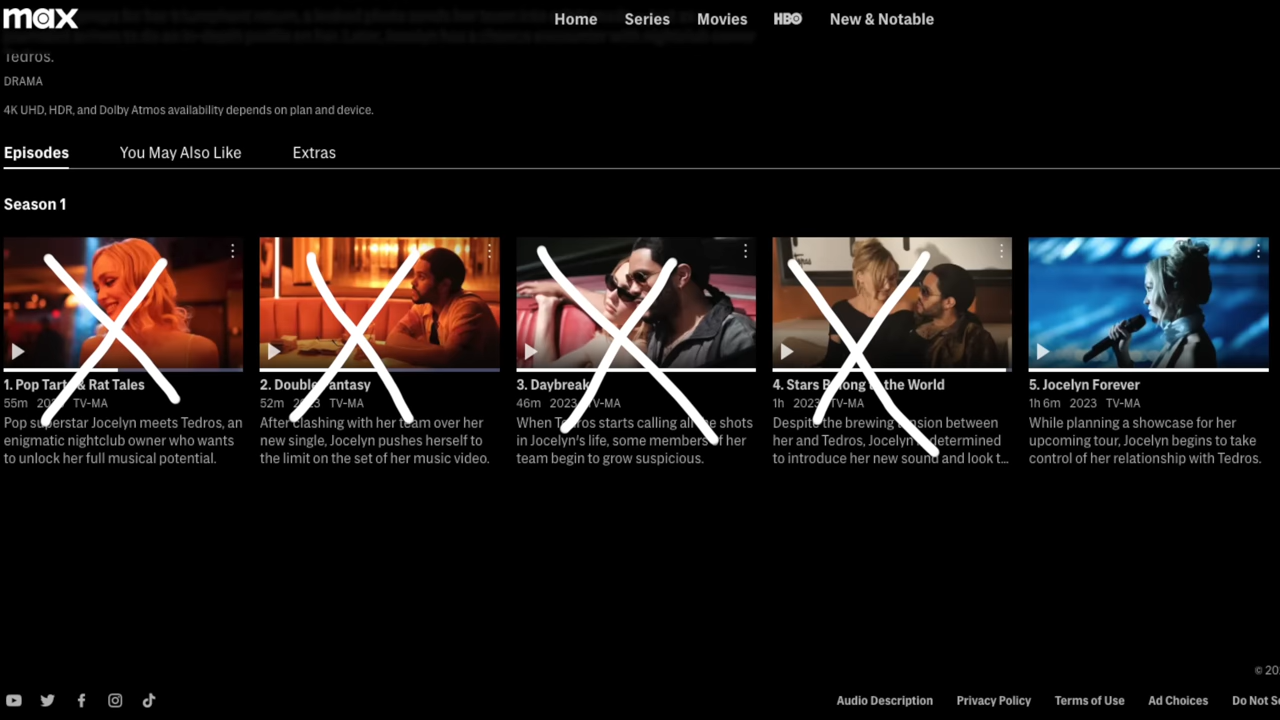 max
Home Series Movies HBO New & Notable
Tedros.
DRAMA
4K UHD, HDR, and Dolby Atmos availability depends on plan and device.
Episodes You May Also Like Extras
Season 1
1. Pop Tarts & Rat Tales
55m 2023 TV-MA
Pop superstar Jocelyn meets Tedros, an
enigmatic nightclub owner who wants
to unlock her full musical potential.
2. Double Fantasy
52m 2023 TV-MA
After clashing with her team over her
new single, Jocelyn pushes herself to
the limit on the set of her music video.
3. Daybreak
46m 2023 TV-MA
When Tedros starts calling all the shots
in Jocelyn's life, some members of her
team begin to grow suspicious.
4. Stars Belong to the World
1h 2023 TV-MA
Despite the brewing tension between
her and Tedros, Jocelyn is determined
to introduce her new sound and look t...
5. Jocelyn Forever
1h 6m 2023 TV-MA
While planning a showcase for her
upcoming tour, Jocelyn begins to take
control of her relationship with Tedros.
© 20
Audio Description Privacy Policy Terms of Use Ad Choices Do Not S